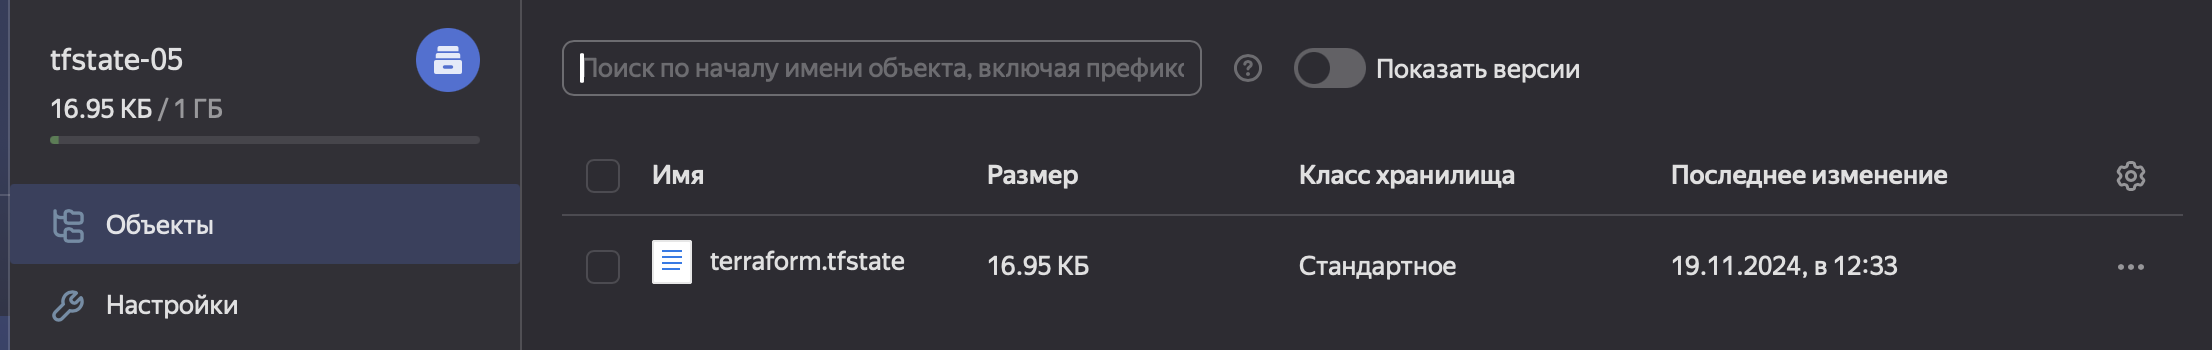 tfstate-05
16.95 КБ / 1 ГБ
Объекты
Настройки
Поиск по началу имени объекта, включая префикс
Показать версии
Имя Размер Класс хранилища Последнее изменение
terraform.tfstate 16.95 КБ Стандартное 19.11.2024, в 12:33